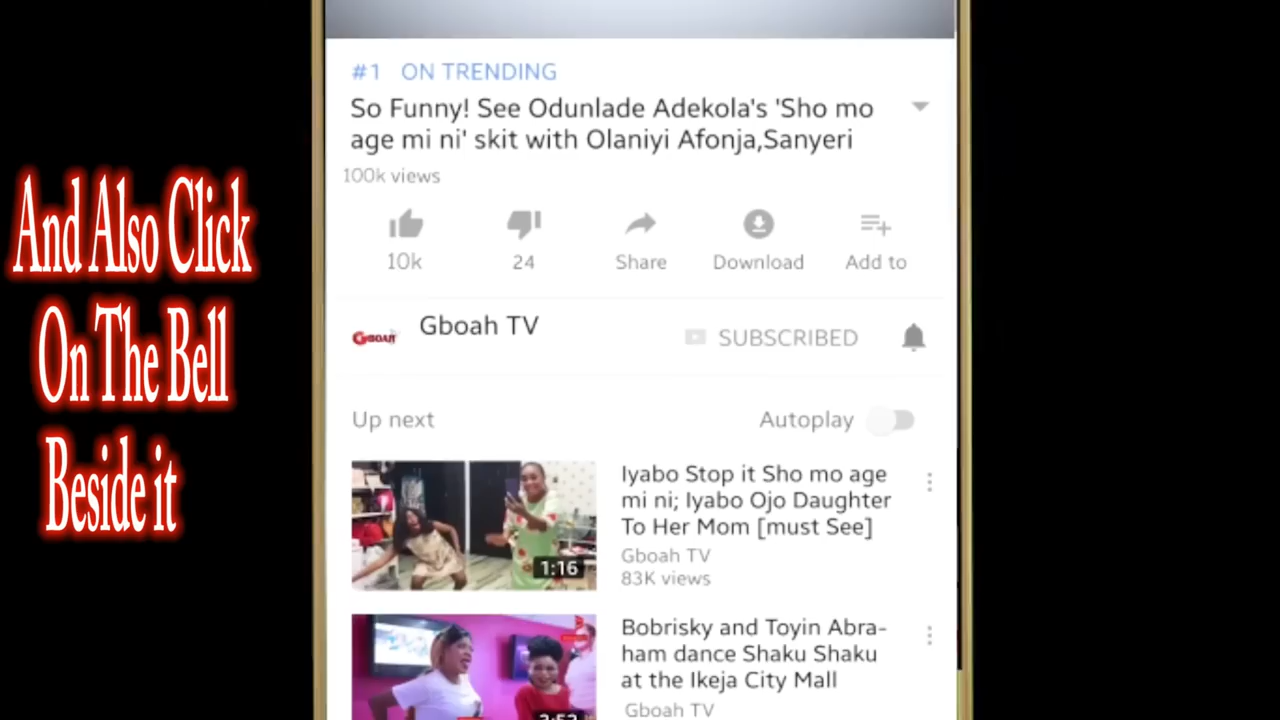 And Also Click
On The Bell
Beside it
#1 ON TRENDING
So Funny! See Odunlade Adekola's 'Sho mo
age mi ni' skit with Olaniyi Afonja,Sanyeri
100k views
10k
24
Share
Download
Add to
GBOAH TV
Gboah TV
SUBSCRIBED
Up next
Autoplay
Iyabo Stop it Sho mo age
mi ni; Iyabo Ojo Daughter
To Her Mom [must See]
Gboah TV
83K views
1:16
Bobrisky and Toyin Abra-
ham dance Shaku Shaku
at the Ikeja City Mall
Gboah TV
3:52